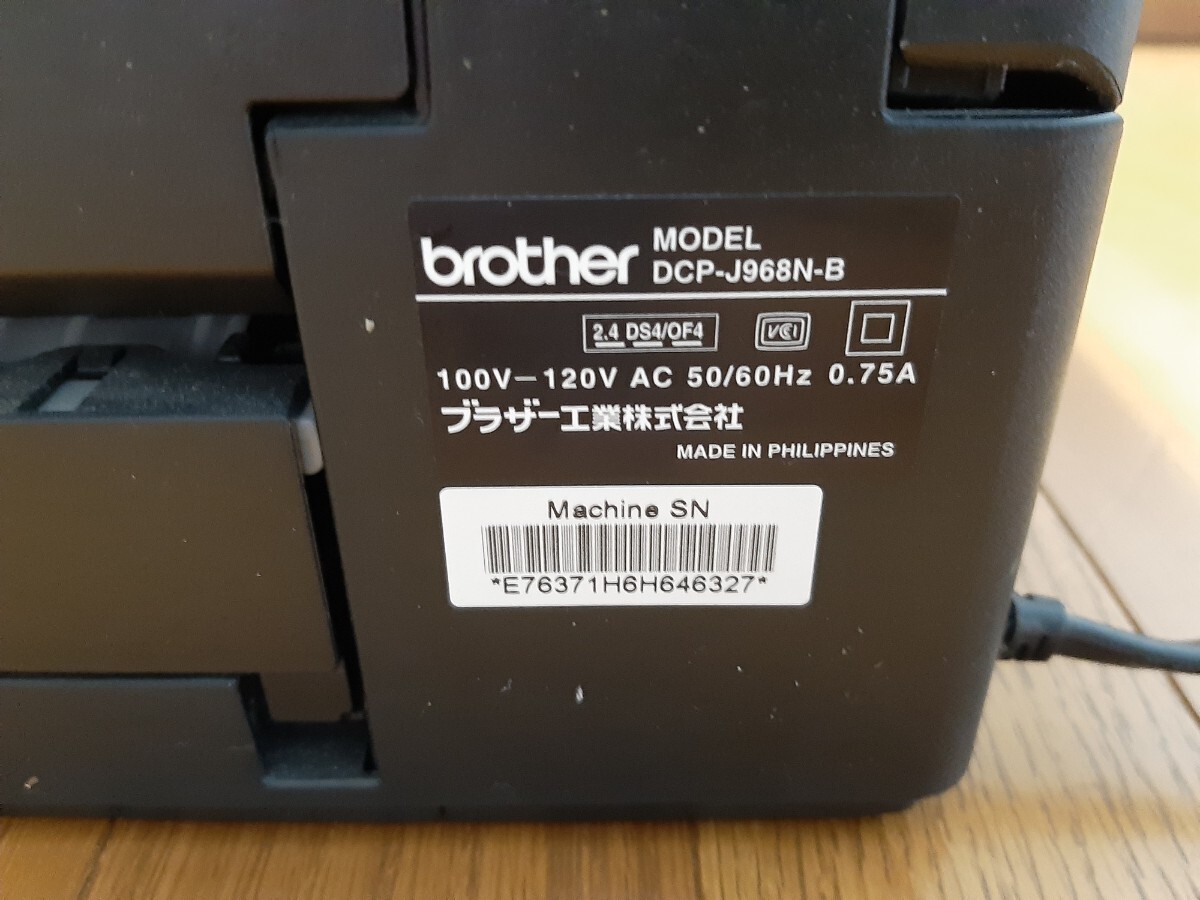 brother
MODEL
DCP-J968N-B
2.4 DS4/OF4
VCI
100V-120V AC 50/60Hz 0.75A
ブラザー工業株式会社
MADE IN PHILIPPINES
Machine SN
*E76371H6H646327*